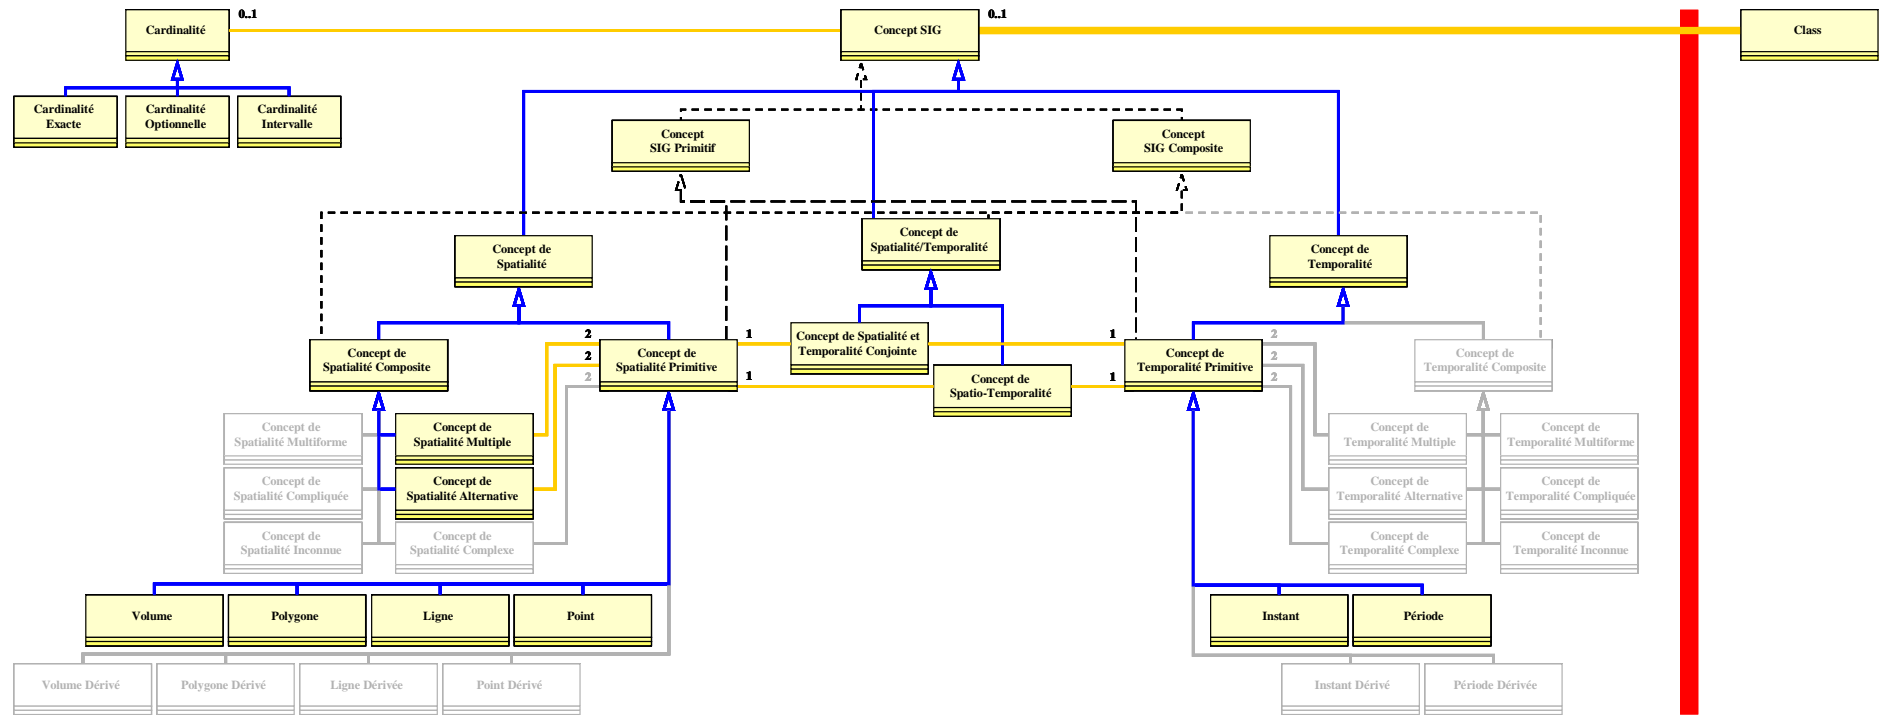 Cardinalité
0..1
Concept SIG
0..1
Class
Cardinalité
Exacte
Cardinalité
Optionnelle
Cardinalité
Intervalle
Concept
SIG Primitif
Concept
SIG Composite
Concept de
Spatialité
Concept de
Spatialité/Temporalité
Concept de
Temporalité
Concept de
Spatialité Composite
2
2
2
Concept de
Spatialité Primitive
1
1
Concept de Spatialité et
Temporalité Conjointe
Concept de
Spatio-Temporalité
1
1
Concept de
Temporalité Primitive
2
2
2
Concept de
Temporalité Composite
Concept de
Spatialité Multiforme
Concept de
Spatialité Multiple
Concept de
Temporalité Multiple
Concept de
Temporalité Multiforme
Concept de
Spatialité Compliquée
Concept de
Spatialité Alternative
Concept de
Temporalité Alternative
Concept de
Temporalité Compliquée
Concept de
Spatialité Inconnue
Concept de
Spatialité Complexe
Concept de
Temporalité Complexe
Concept de
Temporalité Inconnue
Volume
Polygone
Ligne
Point
Instant
Période
Volume Dérivé
Polygone Dérivé
Ligne Dérivée
Point Dérivé
Instant Dérivé
Période Dérivée